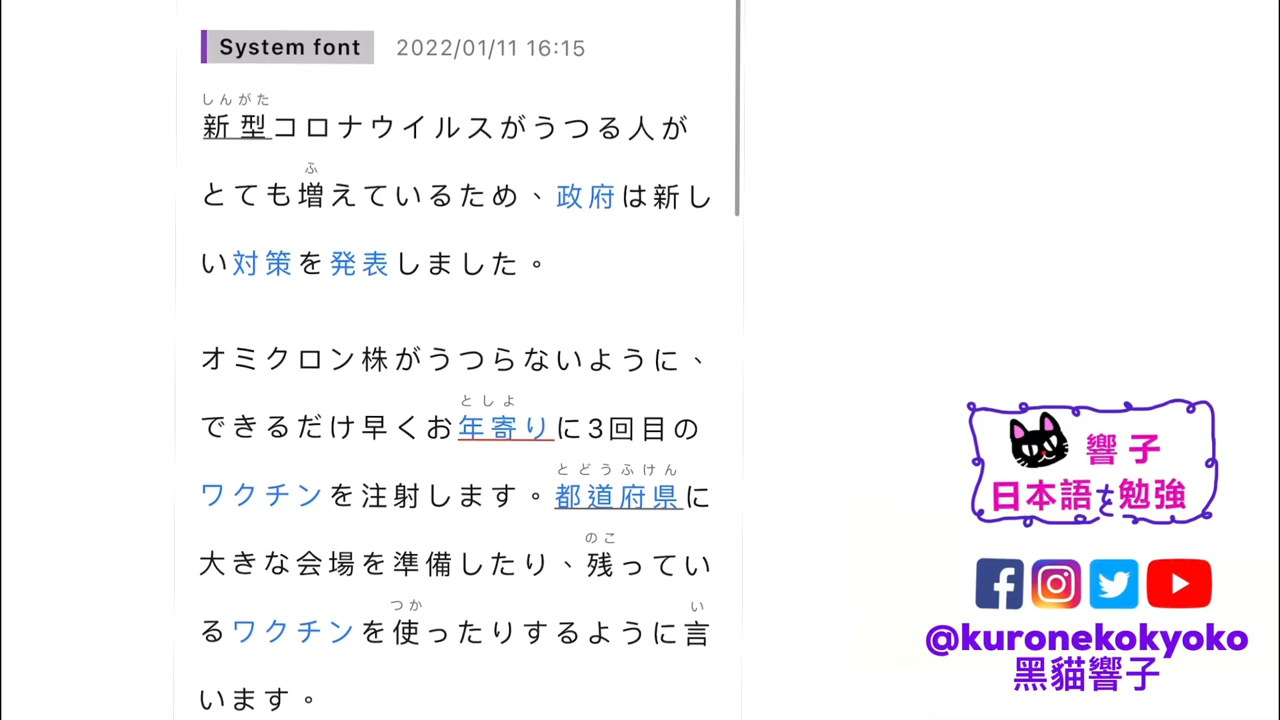 System font 2022/01/11 16:15
しんがた
新型コロナウイルスがうつる人が
ふ
とても増えているため、政府は新し
い対策を発表しました。
オミクロン株がうつらないように、
としよ
できるだけ早くお年寄りに3回目の
とどうふけん
ワクチンを注射します。都道府県に
のこ
大きな会場を準備したり、残ってい
つか い
るワクチンを使ったりするように言
います。
響子
日本語を勉強
@kuronekokyoko
黑貓響子